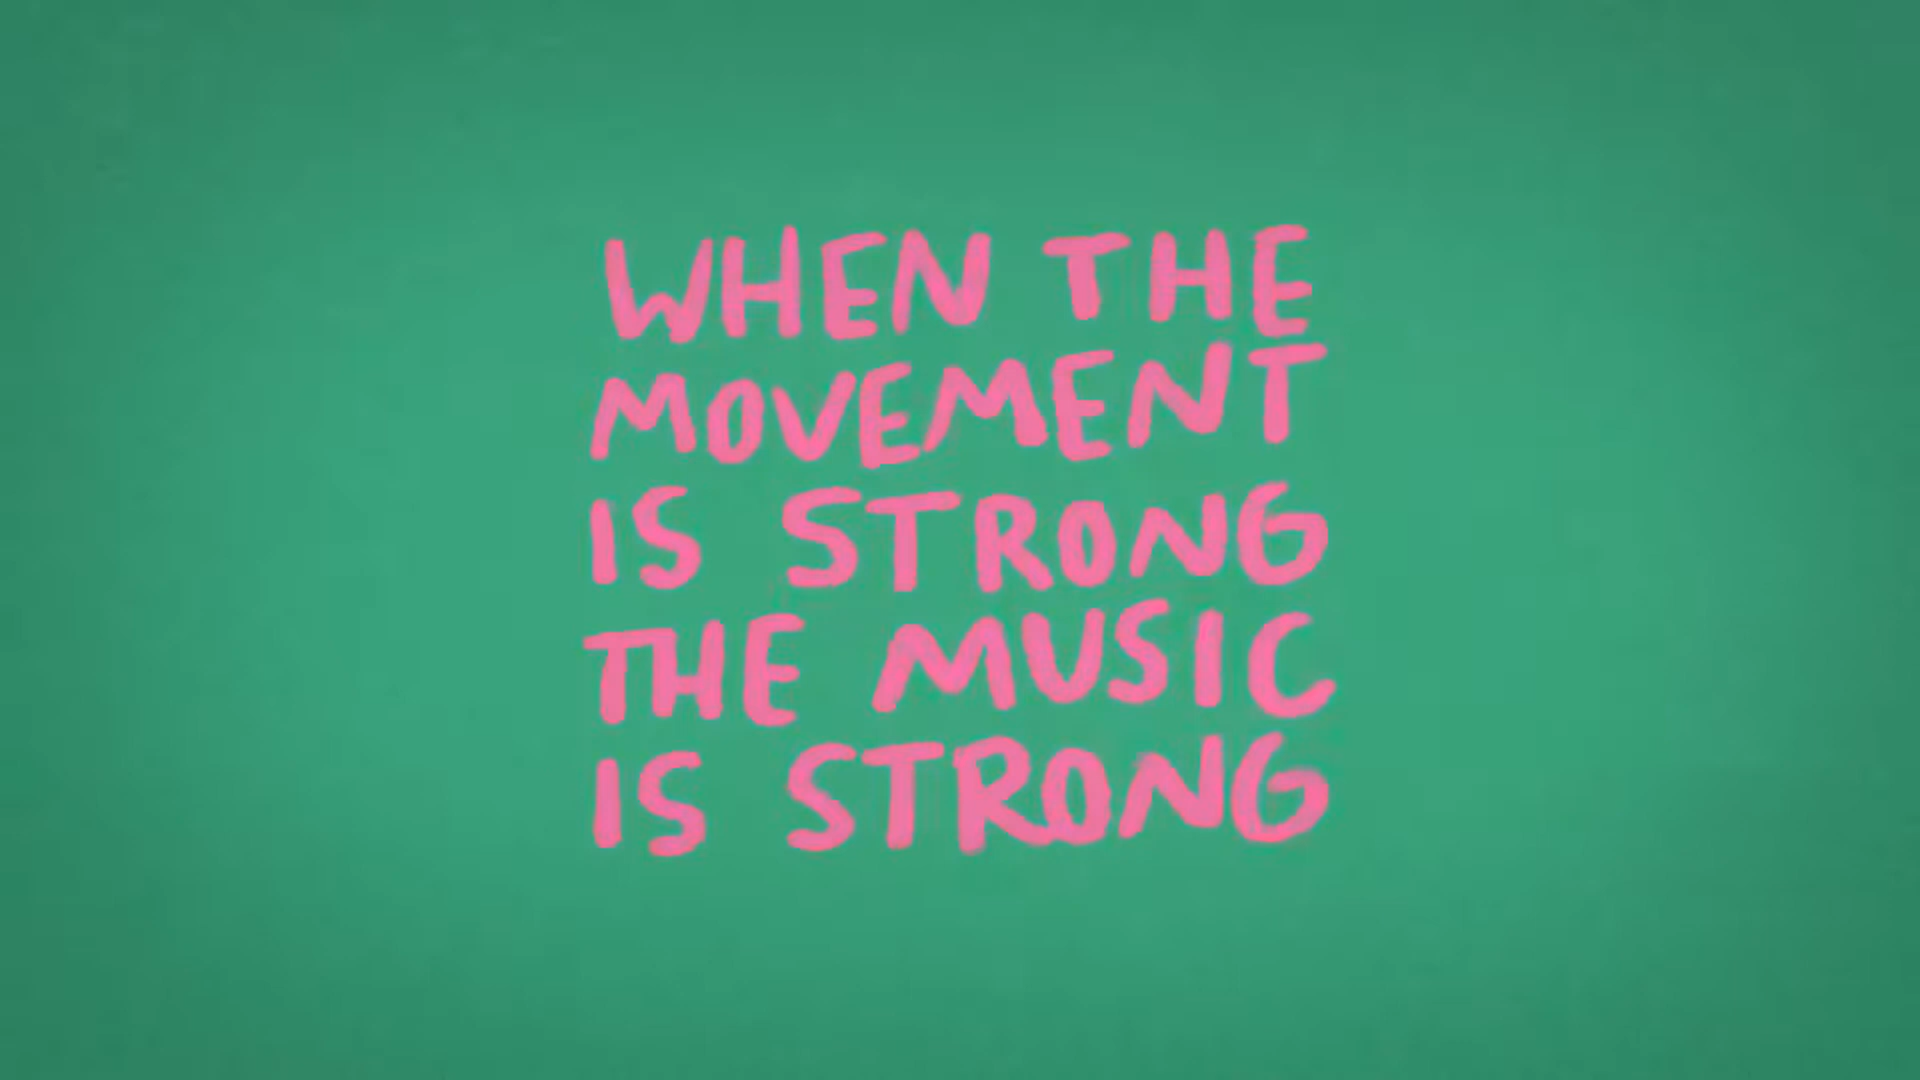 WHEN THE
MOVEMENT
IS STRONG
THE MUSIC
IS STRONG